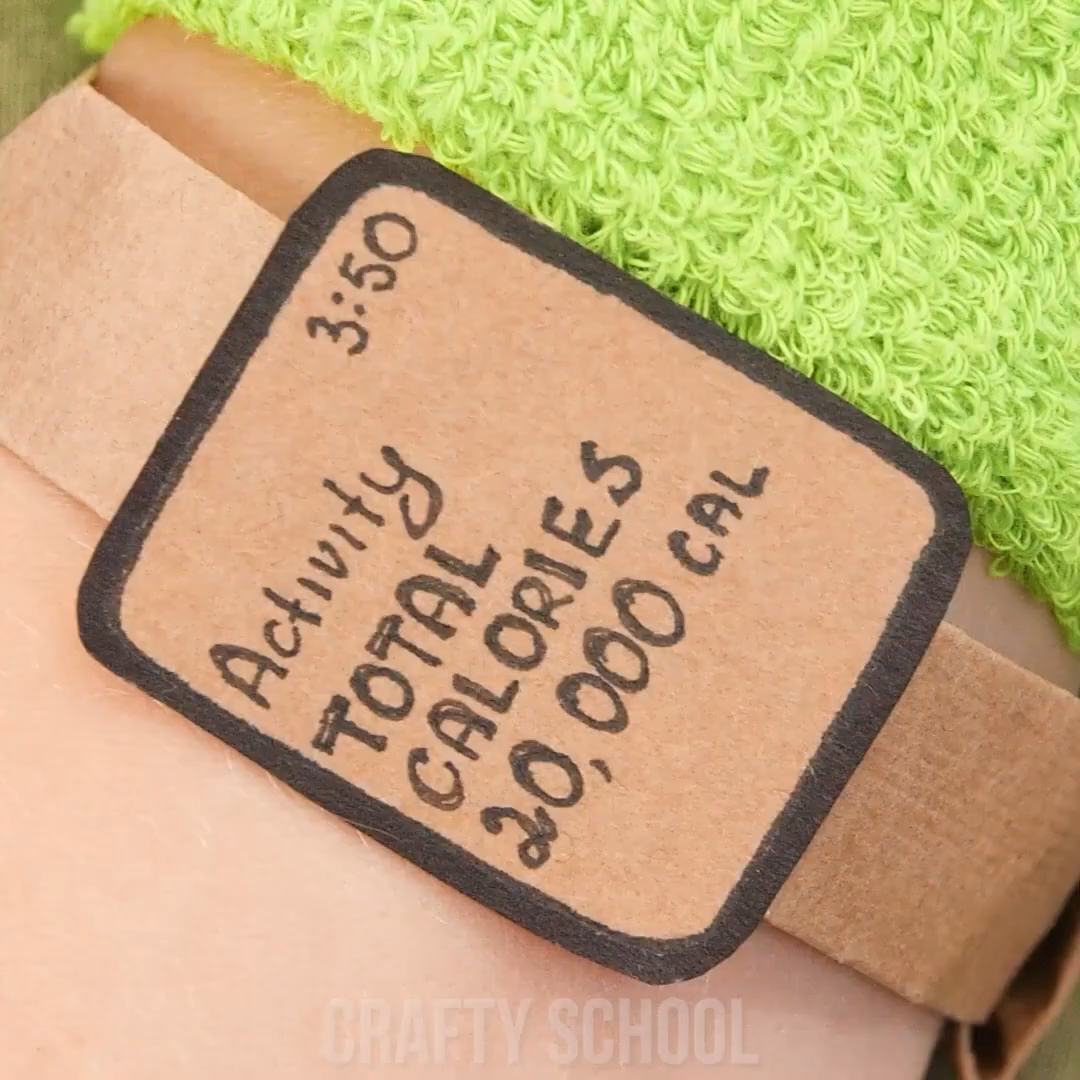 3:50
Activity
TOTAL
CALORIES
20,000 CAL
CRAFTY SCHOOL